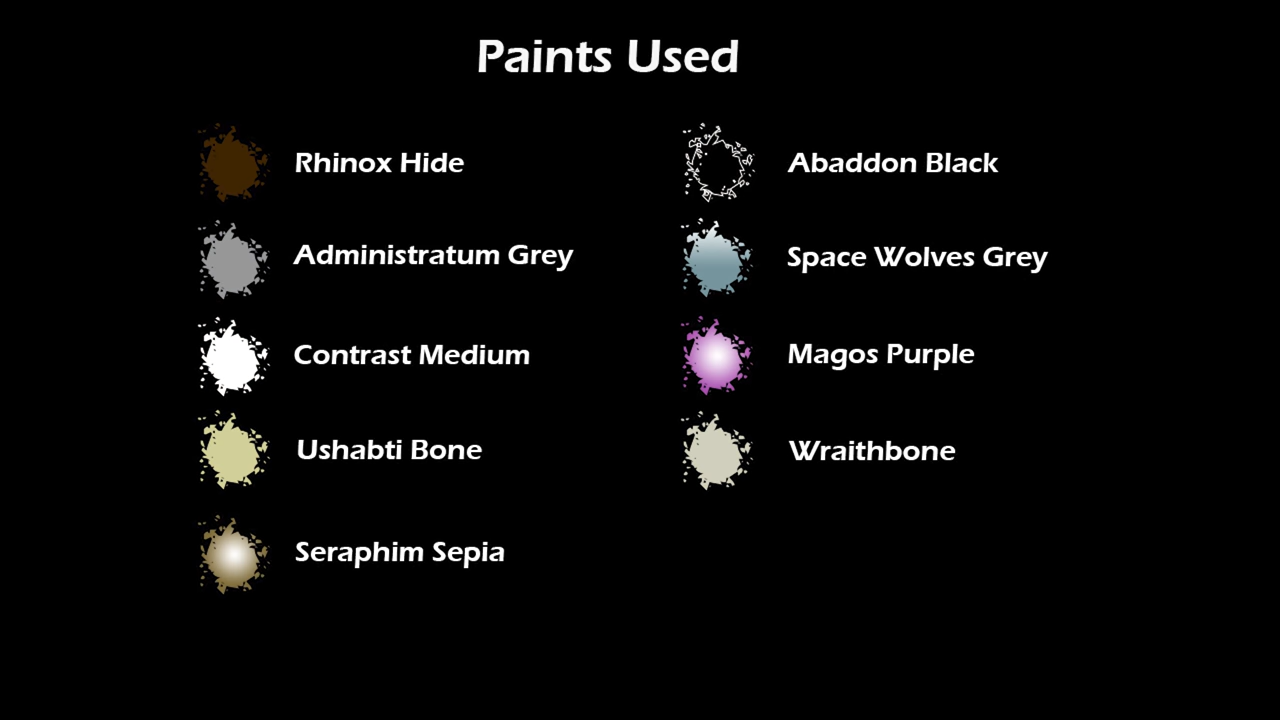 Paints Used
Rhinox Hide
Abaddon Black
Administratum Grey
Space Wolves Grey
Contrast Medium
Magos Purple
Ushabti Bone
Wraithbone
Seraphim Sepia